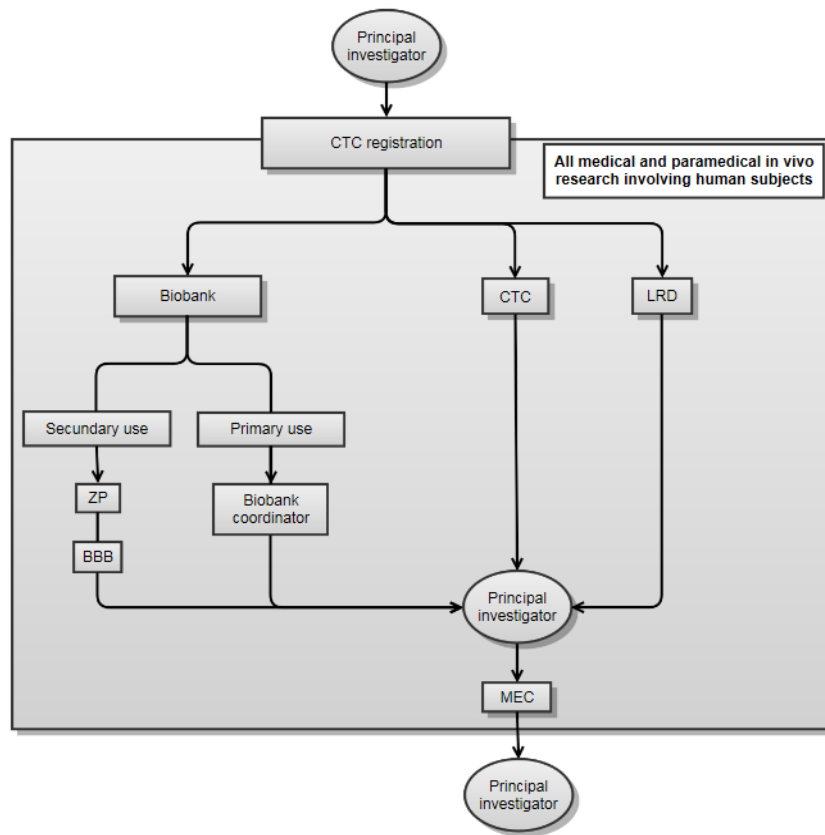 Principal
investigator
CTC registration
All medical and paramedical in vivo
research involving human subjects
Biobank
CTC
LRD
Secundary use
Primary use
ZP
Biobank
coordinator
BBB
Principal
investigator
MEC
Principal
investigator